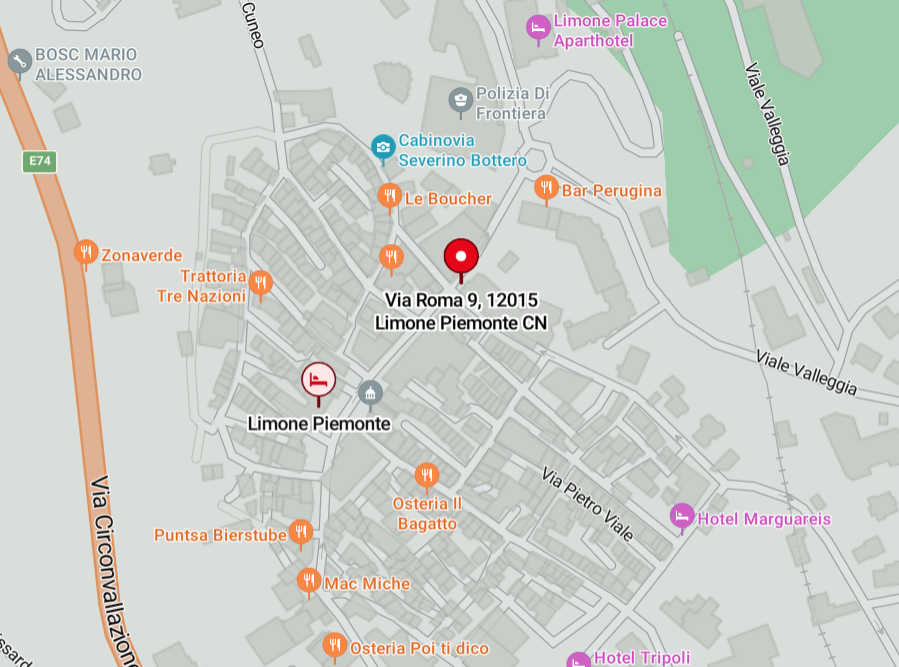 Cuneo
Limone Palace
Aparthotel
BOSC MARIO
ALESSANDRO
Viale Valleggia
Polizia Di
Frontiera
Cabinovia
Severino Bottero
E74
Bar Perugina
Le Boucher
Zonaverde
Trattoria
Tre Nazioni
Via Roma 9, 12015
Limone Piemonte CN
Viale Valleggia
Limone Piemonte
Via Circonvallazione
Via Pietro Viale
Osteria Il
Bagatto
Hotel Marguareis
Puntsa Bierstube
Mac Miche
Osteria Poi ti dico
Hotel Tripoli